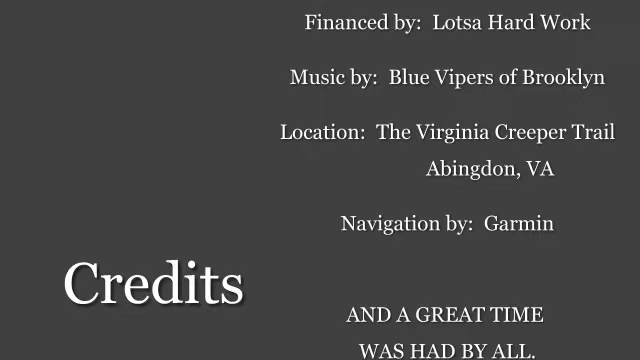 Financed by: Lotsa Hard Work
Music by: Blue Vipers of Brooklyn
Location: The Virginia Creeper Trail
Abingdon, VA
Navigation by: Garmin
Credits
AND A GREAT TIME
WAS HAD BY ALL.